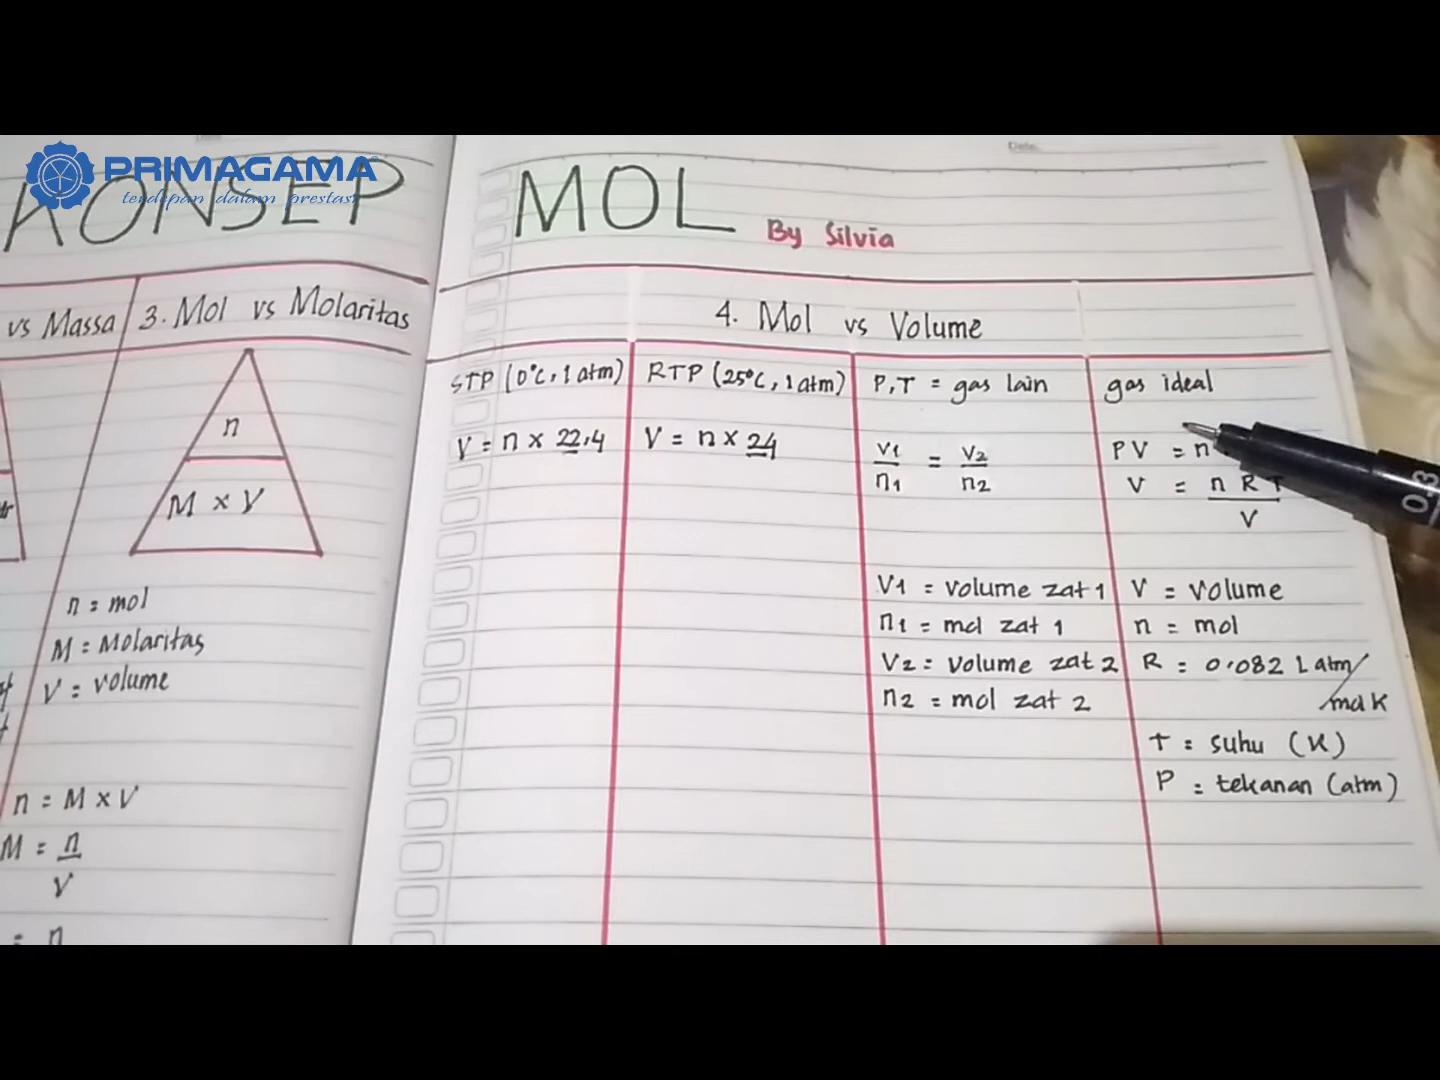 PRIMAGAMA
terdepan dalam prestasi
KONSEP MOL
By Silvia
Date
vs Massa
3. Mol vs Molaritas
n
M x V
n = mol
M = Molaritas
V = volume
n = M x V
M = n
V
= n
4. Mol vs Volume
STP (0°C, 1 atm)
V = n x 22.4
RTP (25°C, 1 atm)
V = n x 24
P, T = gas lain
V1 = V2
n1 n2
V1 = volume zat 1
n1 = mol zat 1
V2 = volume zat 2
n2 = mol zat 2
gas ideal
PV = n
V = n R T
V
V = volume
n = mol
R = 0.082 L atm/
mol K
T = suhu (K)
P = tekanan (atm)